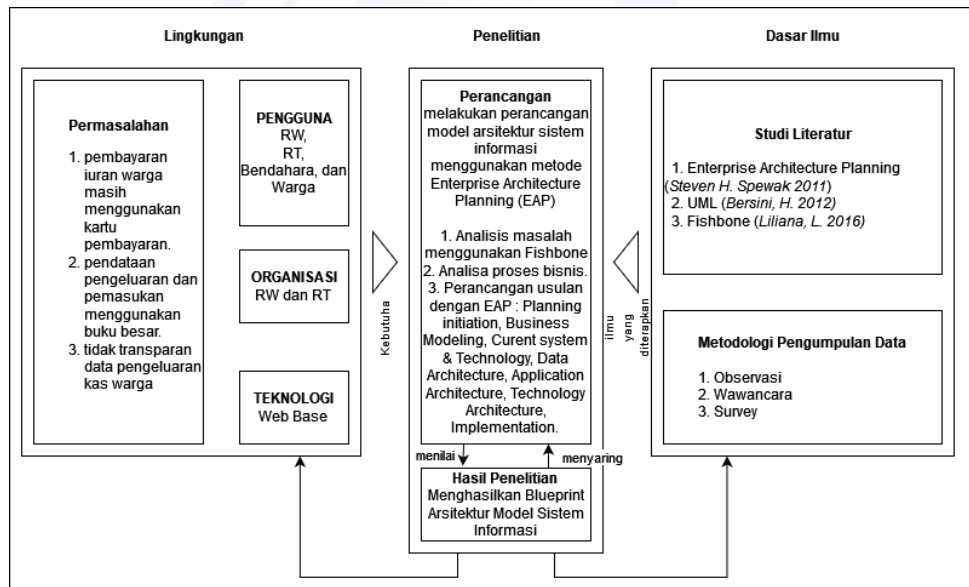 Lingkungan
Penelitian
Dasar Ilmu
Permasalahan
1. pembayaran
iuran warga
masih
menggunakan
kartu
pembayaran.
2. pendataan
pengeluaran dan
pemasukan
menggunakan
buku besar.
3. tidak transparan
data pengeluaran
kas warga
PENGGUNA
RW,
RT,
Bendahara, dan
Warga
ORGANISASI
RW dan RT
TEKNOLOGI
Web Base
Kebutuha
Perancangan
melakukan perancangan
model arsitektur sistem
informasi
menggunakan metode
Enterprise Architecture
Planning (EAP)
1. Analisis masalah
menggunakan Fishbone
2. Analisa proses bisnis.
3. Perancangan usulan
dengan EAP : Planning
initiation, Business
Modeling, Curent system
& Technology, Data
Architecture, Application
Architecture, Technology
Architecture,
Implementation.
menilai
menyaring
Hasil Penelitian
Menghasilkan Blueprint
Arsitektur Model Sistem
Informasi
ilmu
yang
diterapkan
Studi Literatur
1. Enterprise Architecture Planning
(Steven H. Spewak 2011)
2. UML (Bersini, H. 2012)
3. Fishbone (Liliana, L. 2016)
Metodologi Pengumpulan Data
1. Observasi
2. Wawancara
3. Survey